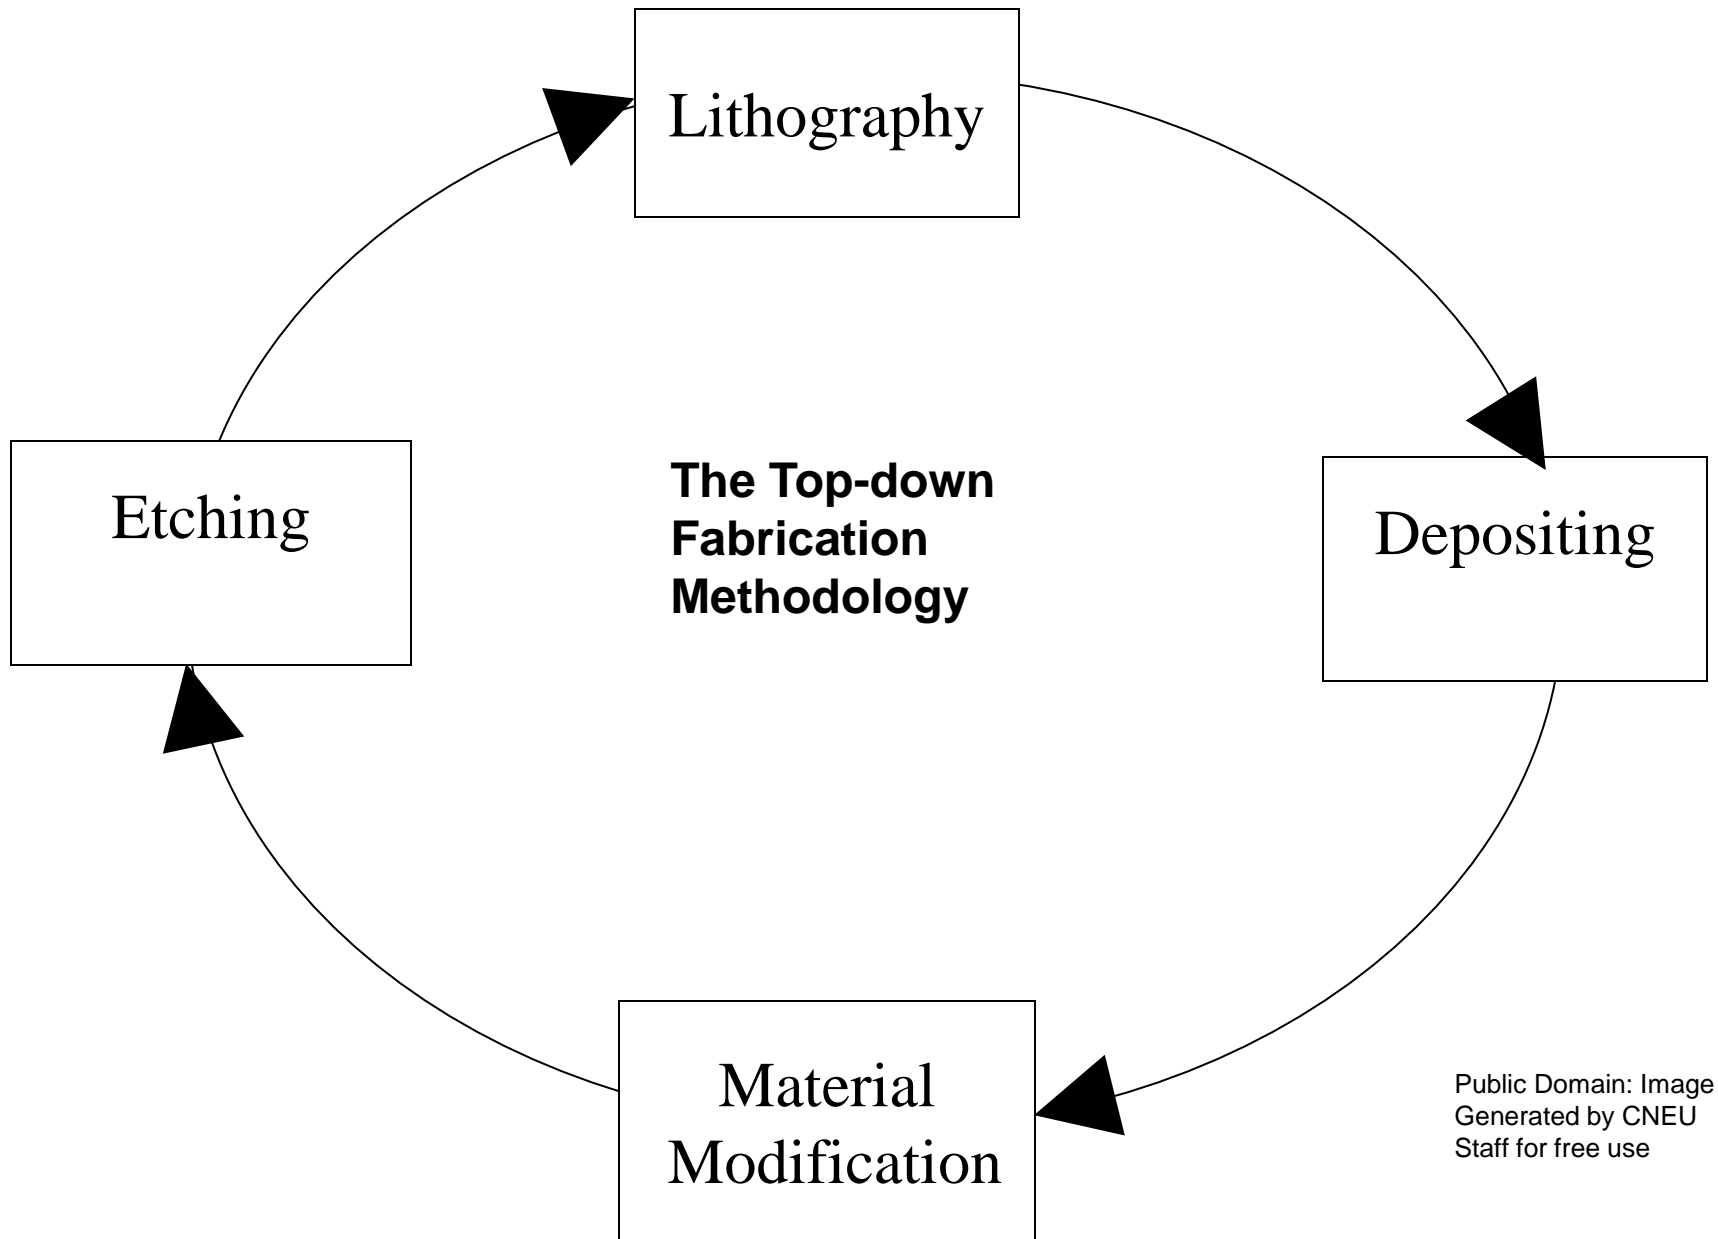 Lithography
Etching
The Top-down
Fabrication
Methodology
Depositing
Material
Modification
Public Domain: Image
Generated by CNEU
Staff for free use